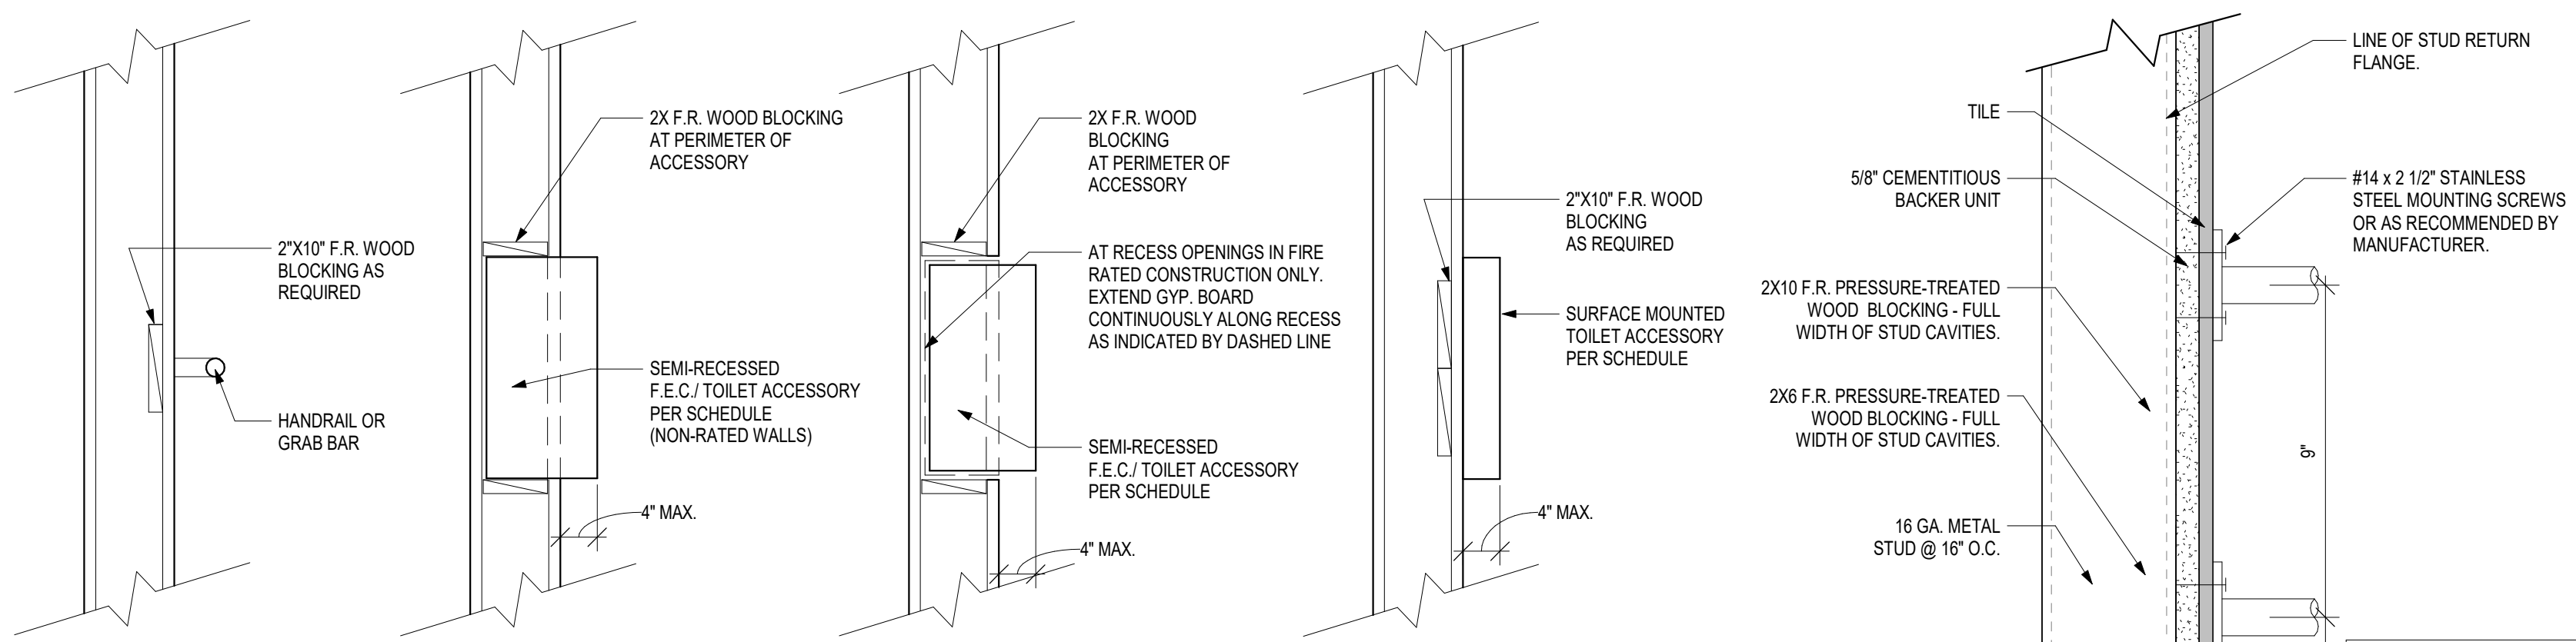 2"X10" F.R. WOOD
BLOCKING AS
REQUIRED
HANDRAIL OR
GRAB BAR
2X F.R. WOOD BLOCKING
AT PERIMETER OF
ACCESSORY
SEMI-RECESSED
F.E.C./ TOILET ACCESSORY
PER SCHEDULE
(NON-RATED WALLS)
4" MAX.
2X F.R. WOOD
BLOCKING
AT PERIMETER OF
ACCESSORY
AT RECESS OPENINGS IN FIRE
RATED CONSTRUCTION ONLY.
EXTEND GYP. BOARD
CONTINUOUSLY ALONG RECESS
AS INDICATED BY DASHED LINE
SEMI-RECESSED
F.E.C./ TOILET ACCESSORY
PER SCHEDULE
4" MAX.
2"X10" F.R. WOOD
BLOCKING
AS REQUIRED
SURFACE MOUNTED
TOILET ACCESSORY
PER SCHEDULE
4" MAX.
TILE
5/8" CEMENTITIOUS
BACKER UNIT
2X10 F.R. PRESSURE-TREATED
WOOD BLOCKING - FULL
WIDTH OF STUD CAVITIES.
2X6 F.R. PRESSURE-TREATED
WOOD BLOCKING - FULL
WIDTH OF STUD CAVITIES.
16 GA. METAL
STUD @ 16" O.C.
LINE OF STUD RETURN
FLANGE.
#14 x 2 1/2" STAINLESS
STEEL MOUNTING SCREWS
OR AS RECOMMENDED BY
MANUFACTURER.
9"